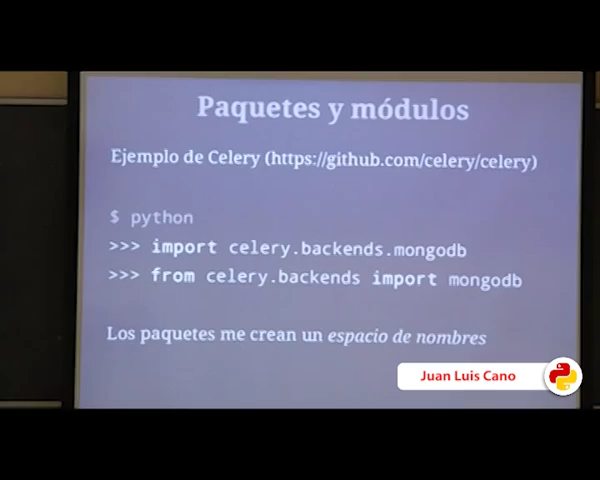 Paquetes y módulos
Ejemplo de Celery (https://github.com/celery/celery)
$ python
>>> import celery.backends.mongodb
>>> from celery.backends import mongodb
Los paquetes me crean un espacio de nombres
Juan Luis Cano